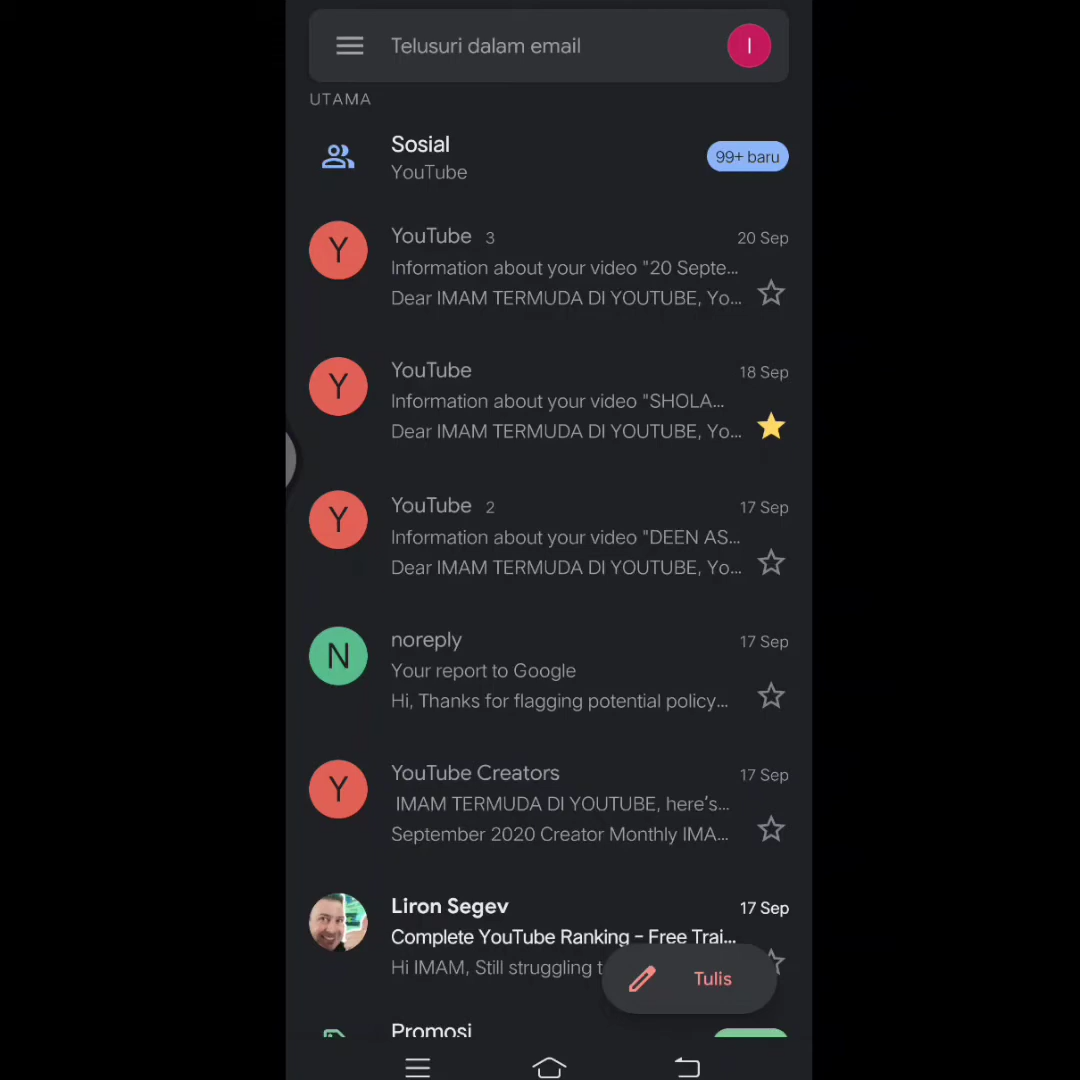 Telusuri dalam email
I
UTAMA
Sosial
99+ baru
YouTube
Y
YouTube 3
20 Sep
Information about your video "20 Septe...
Dear IMAM TERMUDA DI YOUTUBE, Yo...
Y
YouTube
18 Sep
Information about your video "SHOLA...
Dear IMAM TERMUDA DI YOUTUBE, Yo...
Y
YouTube 2
17 Sep
Information about your video "DEEN AS...
Dear IMAM TERMUDA DI YOUTUBE, Yo...
N
noreply
17 Sep
Your report to Google
Hi, Thanks for flagging potential policy...
Y
YouTube Creators
17 Sep
IMAM TERMUDA DI YOUTUBE, here's...
September 2020 Creator Monthly IMA...
Liron Segev
17 Sep
Complete YouTube Ranking – Free Trai...
Hi IMAM, Still struggling t
Tulis
Promosi